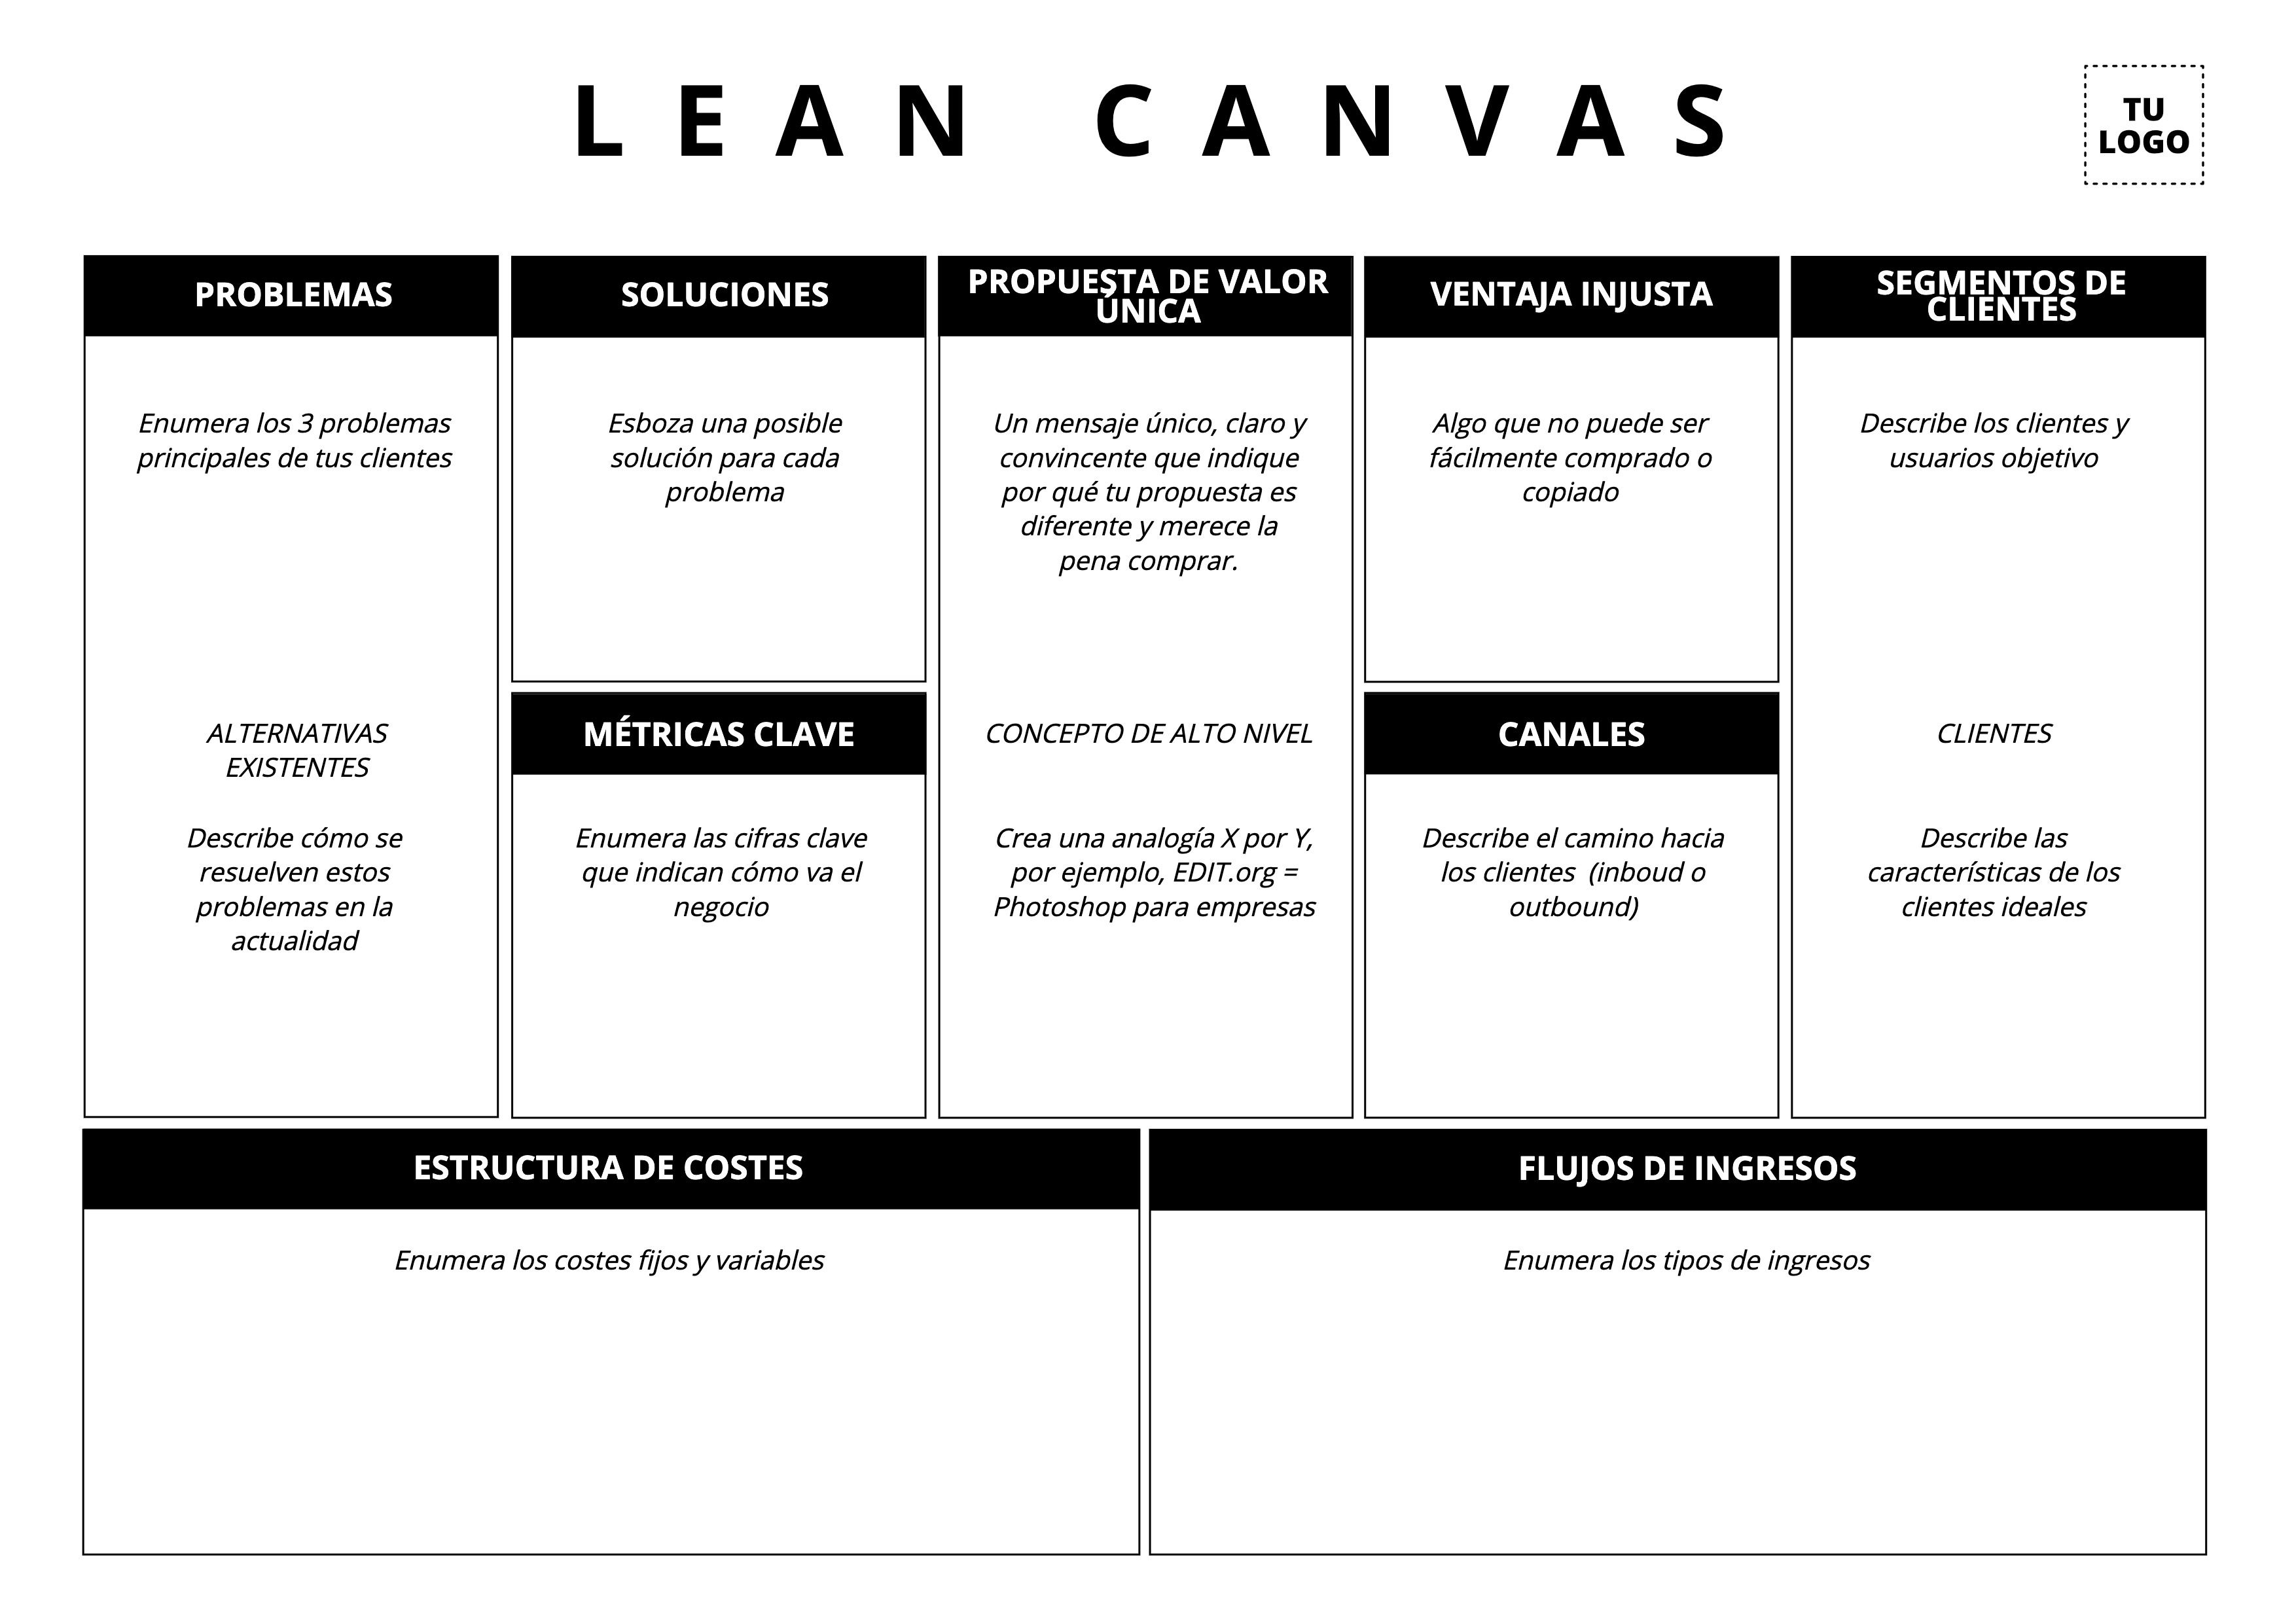 LEAN CANVAS
TU
LOGO
PROBLEMAS
Enumera los 3 problemas
principales de tus clientes
ALTERNATIVAS
EXISTENTES
Describe cómo se
resuelven estos
problemas en la
actualidad
SOLUCIONES
Esboza una posible
solución para cada
problema
MÉTRICAS CLAVE
Enumera las cifras clave
que indican cómo va el
negocio
PROPUESTA DE VALOR
ÚNICA
Un mensaje único, claro y
convincente que indique
por qué tu propuesta es
diferente y merece la
pena comprar.
CONCEPTO DE ALTO NIVEL
Crea una analogía X por Y,
por ejemplo, EDIT.org =
Photoshop para empresas
VENTAJA INJUSTA
Algo que no puede ser
fácilmente comprado o
copiado
CANALES
Describe el camino hacia
los clientes (inboud o
outbound)
SEGMENTOS DE
CLIENTES
Describe los clientes y
usuarios objetivo
CLIENTES
Describe las
características de los
clientes ideales
ESTRUCTURA DE COSTES
Enumera los costes fijos y variables
FLUJOS DE INGRESOS
Enumera los tipos de ingresos